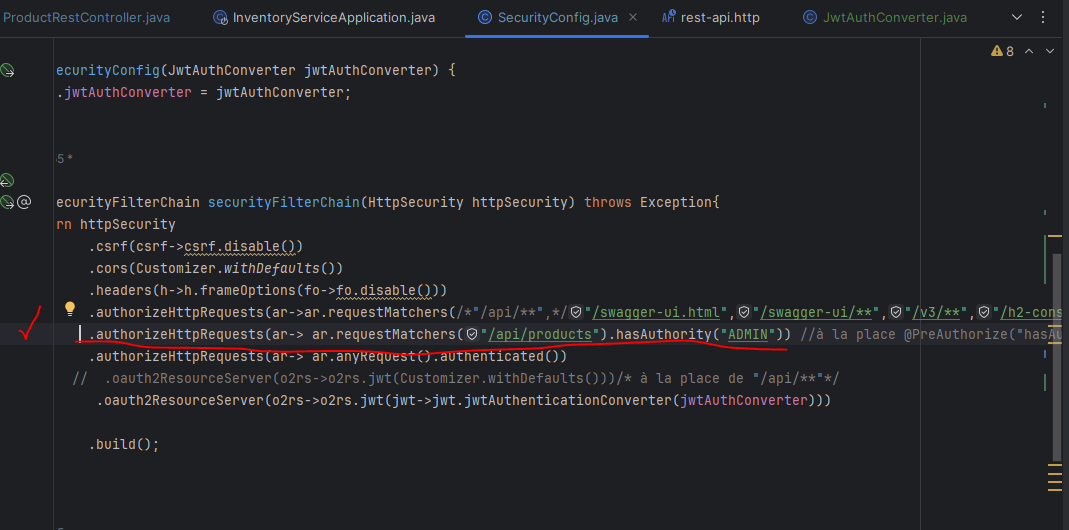 ProductRestController.java InventoryServiceApplication.java SecurityConfig.java × rest-api.http JwtAuthConverter.java
8
ecurityConfig(JwtAuthConverter jwtAuthConverter) {
.jwtAuthConverter = jwtAuthConverter;
5 *
ecurityFilterChain securityFilterChain(HttpSecurity httpSecurity) throws Exception{
rn httpSecurity
.csrf(csrf->csrf.disable())
.cors(Customizer.withDefaults())
.headers(h->h.frameOptions(fo->fo.disable()))
.authorizeHttpRequests(ar->ar.requestMatchers(/*"/api/**",*/"/swagger-ui.html","/swagger-ui/**","/v3/**","/h2-cons
.authorizeHttpRequests(ar-> ar.requestMatchers("/api/products").hasAuthority("ADMIN")) //à la place @PreAuthorize("hasAu
.authorizeHttpRequests(ar-> ar.anyRequest().authenticated())
// .oauth2ResourceServer(o2rs->o2rs.jwt(Customizer.withDefaults()))/* à la place de "/api/**"*/
.oauth2ResourceServer(o2rs->o2rs.jwt(jwt->jwt.jwtAuthenticationConverter(jwtAuthConverter)))
.build();